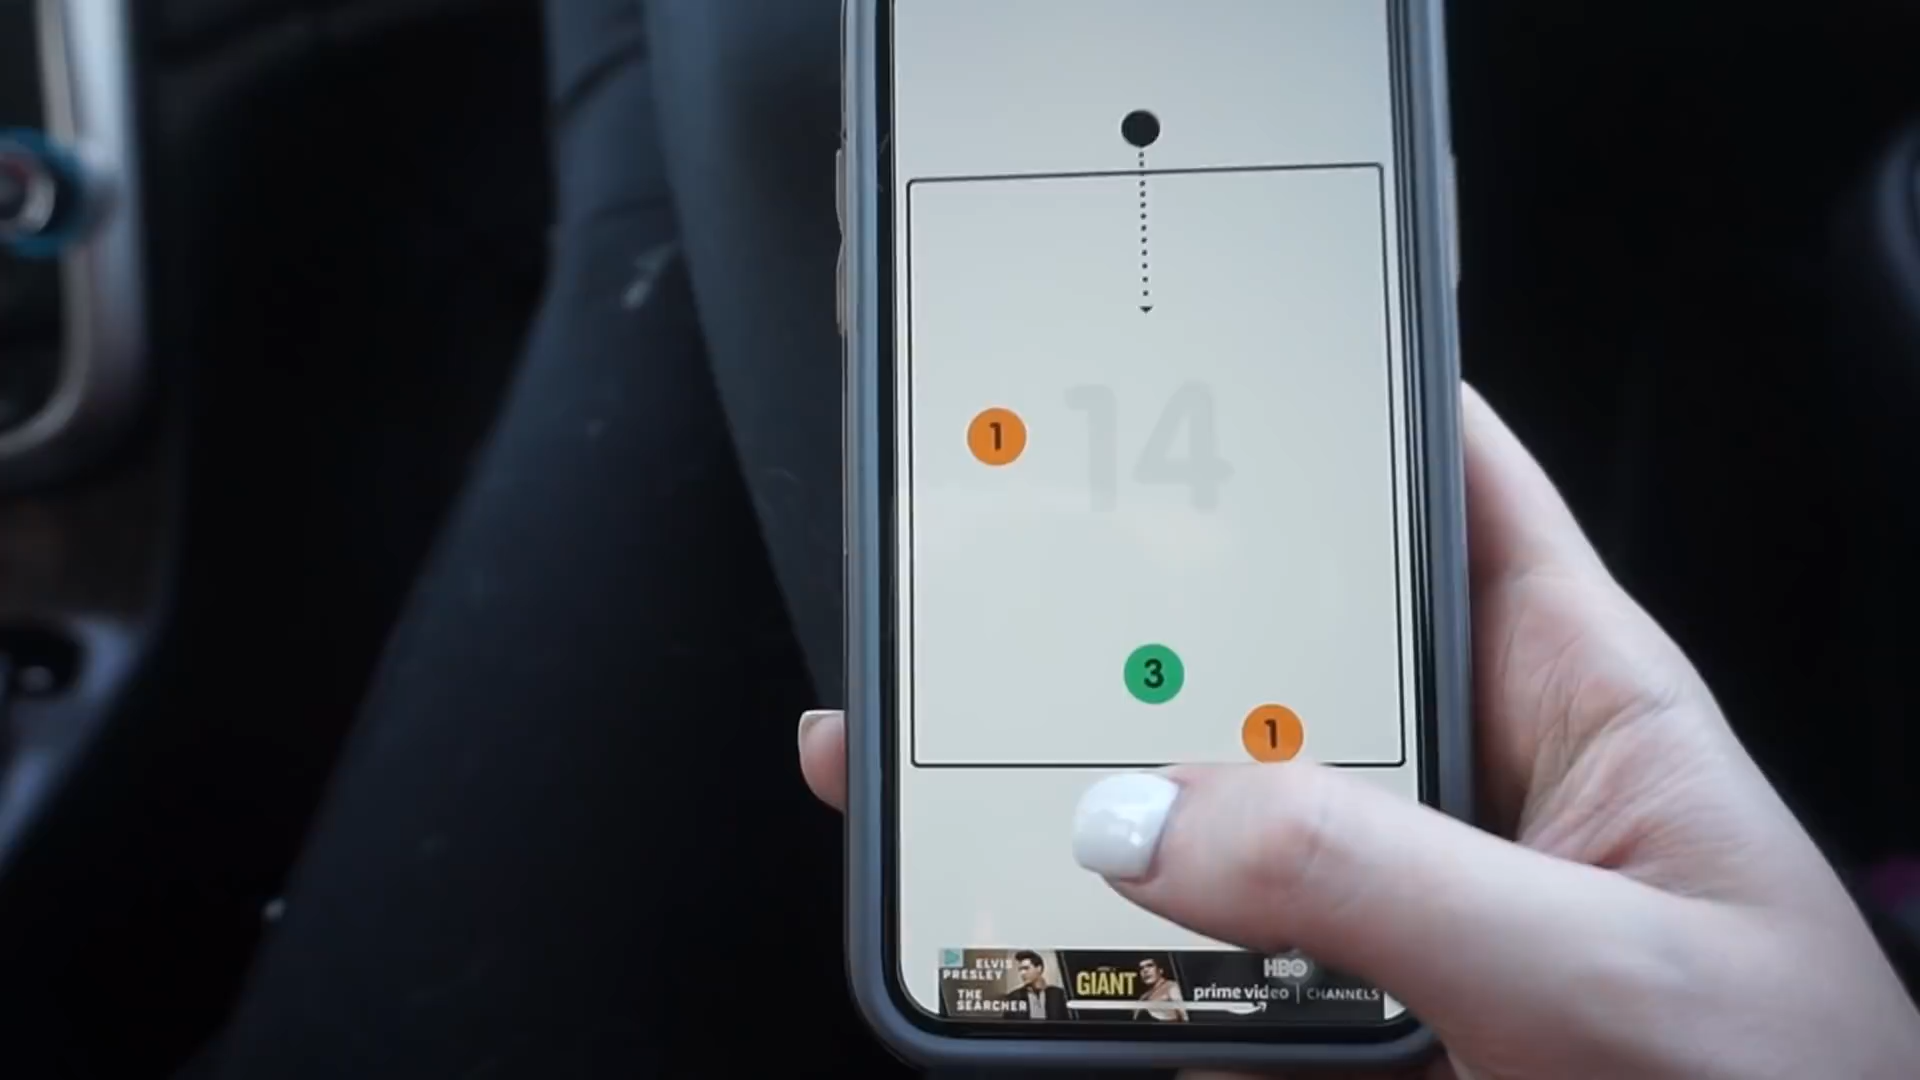 14
1
3
1
ELVIS
PRESLEY
THE
SEARCHER
GIANT
HBO
prime video | CHANNELS